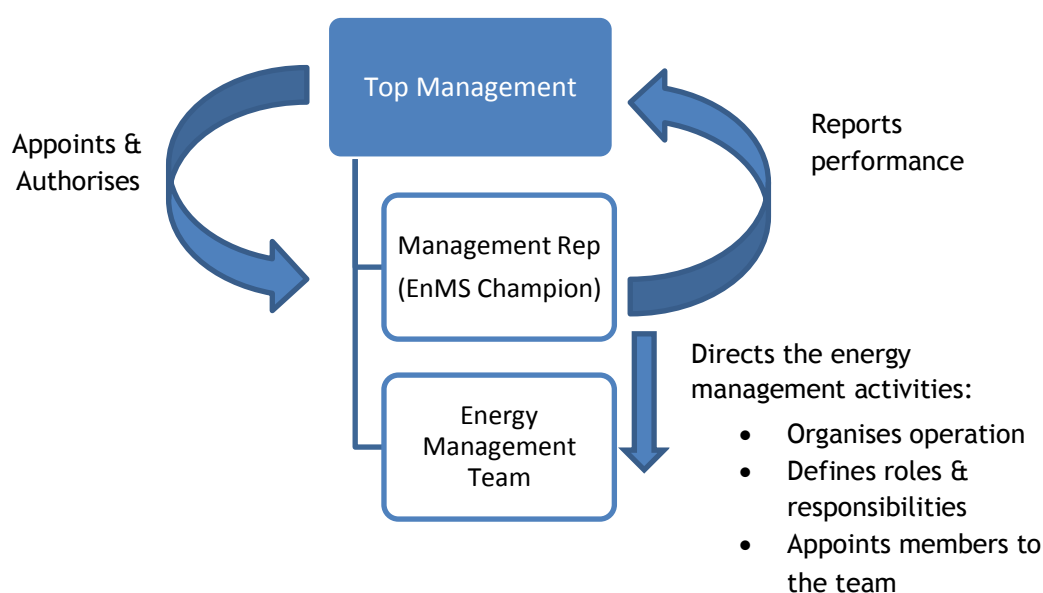 Top Management
Appoints &
Authorises
Reports
performance
Management Rep
(EnMS Champion)
Energy
Management
Team
Directs the energy
management activities:
• Organises operation
• Defines roles &
responsibilities
• Appoints members to
the team